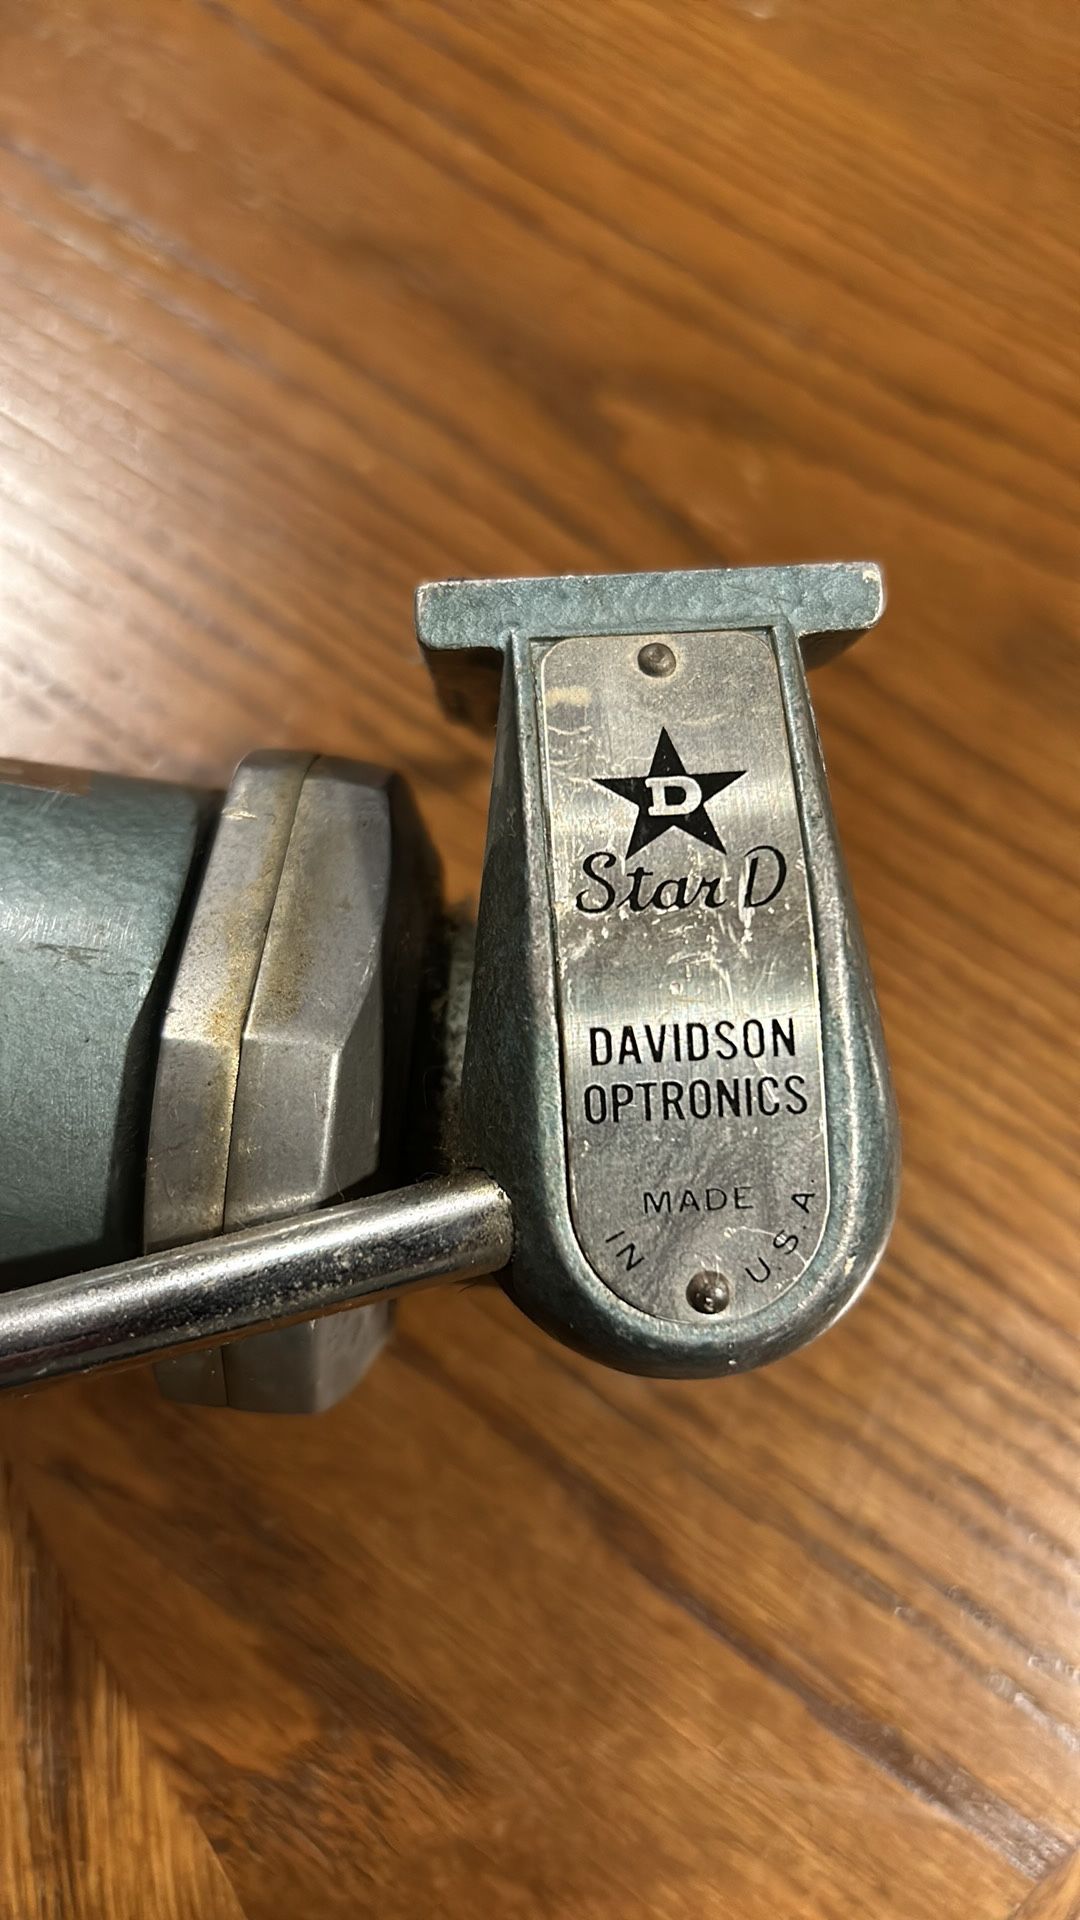 D
Star D
DAVIDSON
OPTRONICS
MADE
IN U.S.A.